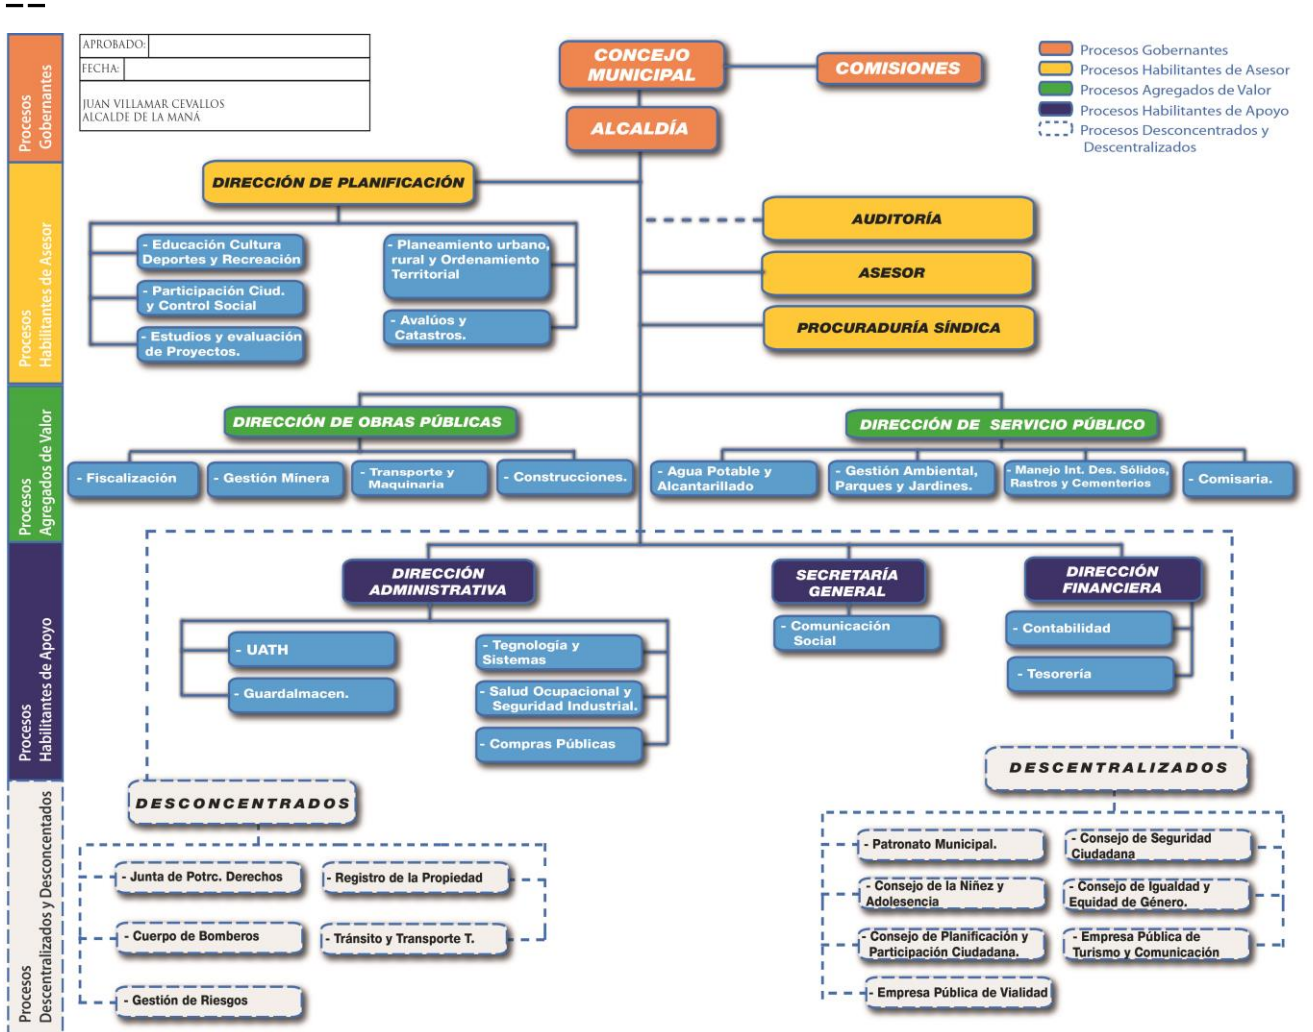 APROBADO:
FECHA:
JUAN VILLAMAR CEVALLOS
ALCALDE DE LA MANÁ
CONCEJO
MUNICIPAL
COMISIONES
ALCALDÍA
Procesos Gobernantes
Procesos Habilitantes de Asesor
Procesos Agregados de Valor
Procesos Habilitantes de Apoyo
Procesos Desconcentrados y
Descentralizados
Procesos
Gobernantes
Procesos
Habilitantes de Asesor
DIRECCIÓN DE PLANIFICACIÓN
- Educación Cultura
Deportes y Recreación
- Participación Ciud.
y Control Social
- Estudios y evaluación
de Proyectos.
- Planeamiento urbano,
rural y Ordenamiento
Territorial
- Avalúos y
Catastros.
AUDITORÍA
ASESOR
PROCURADURÍA SÍNDICA
Procesos
Agregados de Valor
DIRECCIÓN DE OBRAS PÚBLICAS
- Fiscalización
- Gestión Minera
- Transporte y
Maquinaria
- Construcciones.
DIRECCIÓN DE SERVICIO PÚBLICO
- Agua Potable y
Alcantarillado
- Gestión Ambiental,
Parques y Jardines.
- Manejo Int. Des. Sólidos,
Rastros y Cementerios
- Comisaria.
Procesos
Habilitantes de Apoyo
DIRECCIÓN
ADMINISTRATIVA
- UATH
- Guardalmacen.
- Tegnología y
Sistemas
- Salud Ocupacional y
Seguridad Industrial.
- Compras Públicas
SECRETARÍA
GENERAL
- Comunicación
Social
DIRECCIÓN
FINANCIERA
- Contabilidad
- Tesorería
Procesos
Descentralizados y Desconcentados
DESCONCENTRADOS
- Junta de Potrc. Derechos
- Cuerpo de Bomberos
- Gestión de Riesgos
- Registro de la Propiedad
- Tránsito y Transporte T.
DESCENTRALIZADOS
- Patronato Municipal.
- Consejo de la Niñez y
Adolesencia
- Consejo de Planificación y
Participación Ciudadana.
- Empresa Pública de Vialidad
- Consejo de Seguridad
Ciudadana
- Consejo de Igualdad y
Equidad de Género.
- Empresa Pública de
Turismo y Comunicación